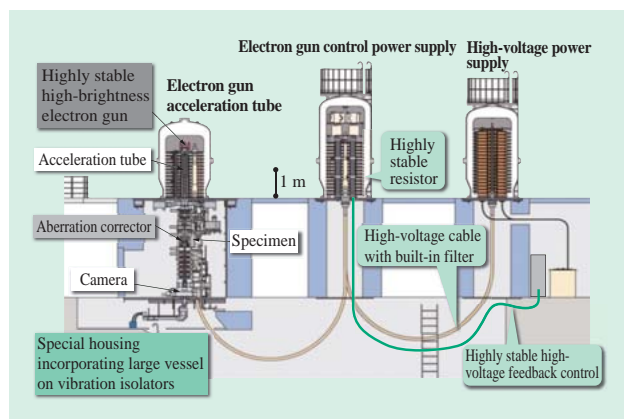 Electron gun control power supply
High-voltage power
supply
Highly stable
high-brightness
electron gun
Electron gun
acceleration tube
Acceleration tube
1 m
Highly
stable
resistor
Aberration corrector
Specimen
High-voltage cable
with built-in filter
Camera
Special housing
incorporating large vessel
on vibration isolators
Highly stable high-
voltage feedback control